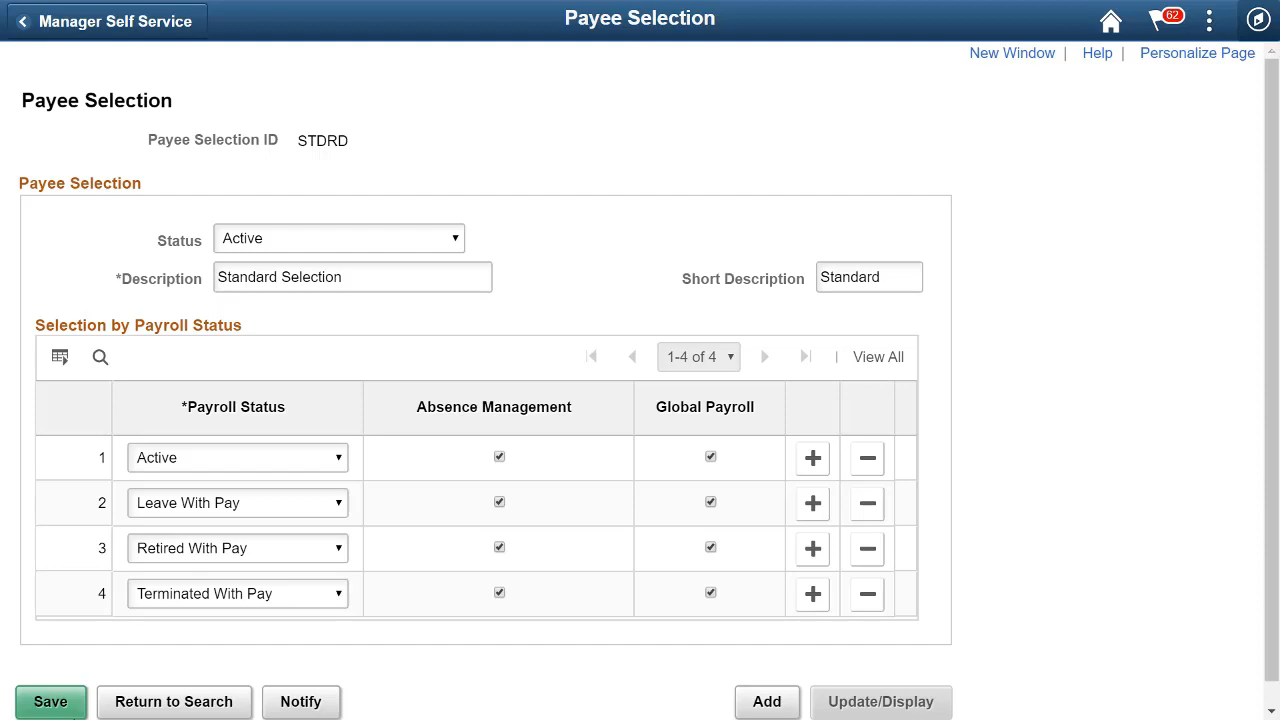 Manager Self Service
Payee Selection
62
New Window | Help | Personalize Page
Payee Selection
Payee Selection ID STDRD
Payee Selection
Status Active
*Description Standard Selection Short Description Standard
Selection by Payroll Status
1-4 of 4 | View All
*Payroll Status Absence Management Global Payroll
1 Active
2 Leave With Pay
3 Retired With Pay
4 Terminated With Pay
Save Return to Search Notify Add Update/Display